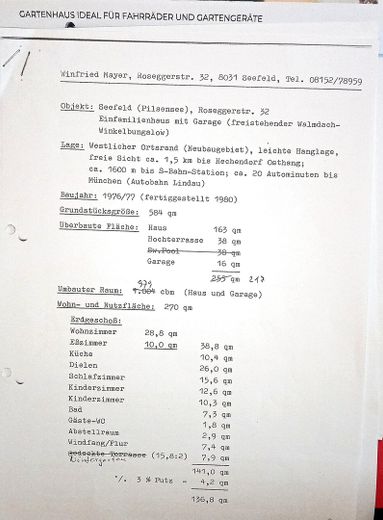 GARTENHAUS IDEAL FÜR FAHRRÄDER UND GARTENGERÄTE
Winfried Mayer, Roseggerstr. 32, 8031 Seefeld, Tel. 08152/78959
Objekt: Seefeld (Pilsensee), Roseggerstr. 32
Einfamilienhaus mit Garage (freistehender Walmdach-
Winkelbungalow)
Lage: Westlicher Ortsrand (Neubaugebiet), leichte Hanglage,
freie Sicht ca. 1,5 km bis Hechendorf Osthang;
ca. 1600 m bis S-Bahn-Station; ca. 20 Autominuten bis
München (Autobahn Lindau)
Baujahr: 1976/77 (fertiggestellt 1980)
Grundstücksgröße: 584 qm
Überbaute Fläche: Haus 163 qm
Hochterrasse 38 qm
Sw.Pool 38 qm
Garage 16 qm
255 qm 217
979
Umbauter Raum: 1.004 cbm (Haus und Garage)
Wohn- und Nutzfläche: 270 qm
Erdgeschoß:
Wohnzimmer 28,8 qm
Eßzimmer 10,0 qm 38,8 qm
Küche 10,4 qm
Dielen 26,0 qm
Schlafzimmer 15,6 qm
Kinderzimmer 12,6 qm
Kinderzimmer 10,3 qm
Bad 7,3 qm
Gäste-WC 1,8 qm
Abstellraum 2,9 qm
Windfang/Flur 7,4 qm
gedeckte Terrasse (15,8:2) 7,9 qm
141,0 qm
./. 3 % Putz - 4,2 qm
136,8 qm